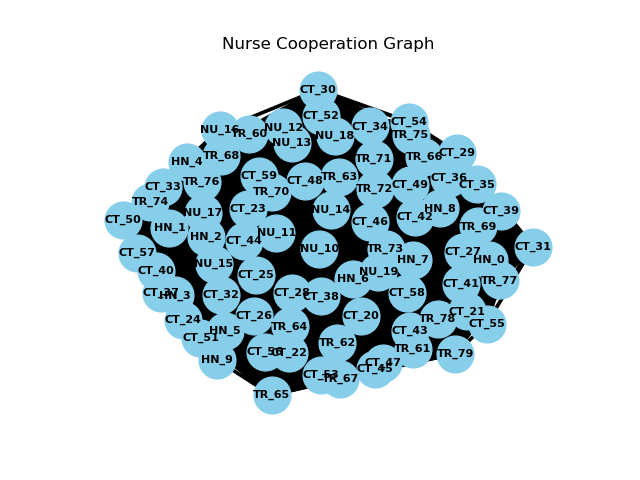 Nurse Cooperation Graph
CT_30
CT_52
CT_54
NU_12
CT_34
NU_16
TR_60
TR_75
NU_18
NU_13
CT_29
TR_68
TR_66
TR_71
HN_4
CT_59
TR_63
CT_36
CT_48
TR_76
CT_49
CT_35
CT_33
TR_72
TR_70
TR_74
CT_23
NU_14
HN_8
CT_39
NU_17
CT_42
CT_50
CT_46
TR_69
HN_1
NU_11
HN_2
CT_44
CT_31
NU_10
TR_73
CT_27
CT_57
HN_7
HN_0
NU_15
CT_40
NU_19
CT_25
HN_6
TR_77
CT_41
CT_37
HN_3
CT_32
CT_28
CT_38
CT_58
CT_21
CT_24
CT_26
CT_20
TR_78
CT_55
TR_64
HN_5
CT_43
CT_51
TR_62
TR_61
CT_22
TR_79
HN_9
CT_47
CT_45
CT_53
TR_67
TR_65